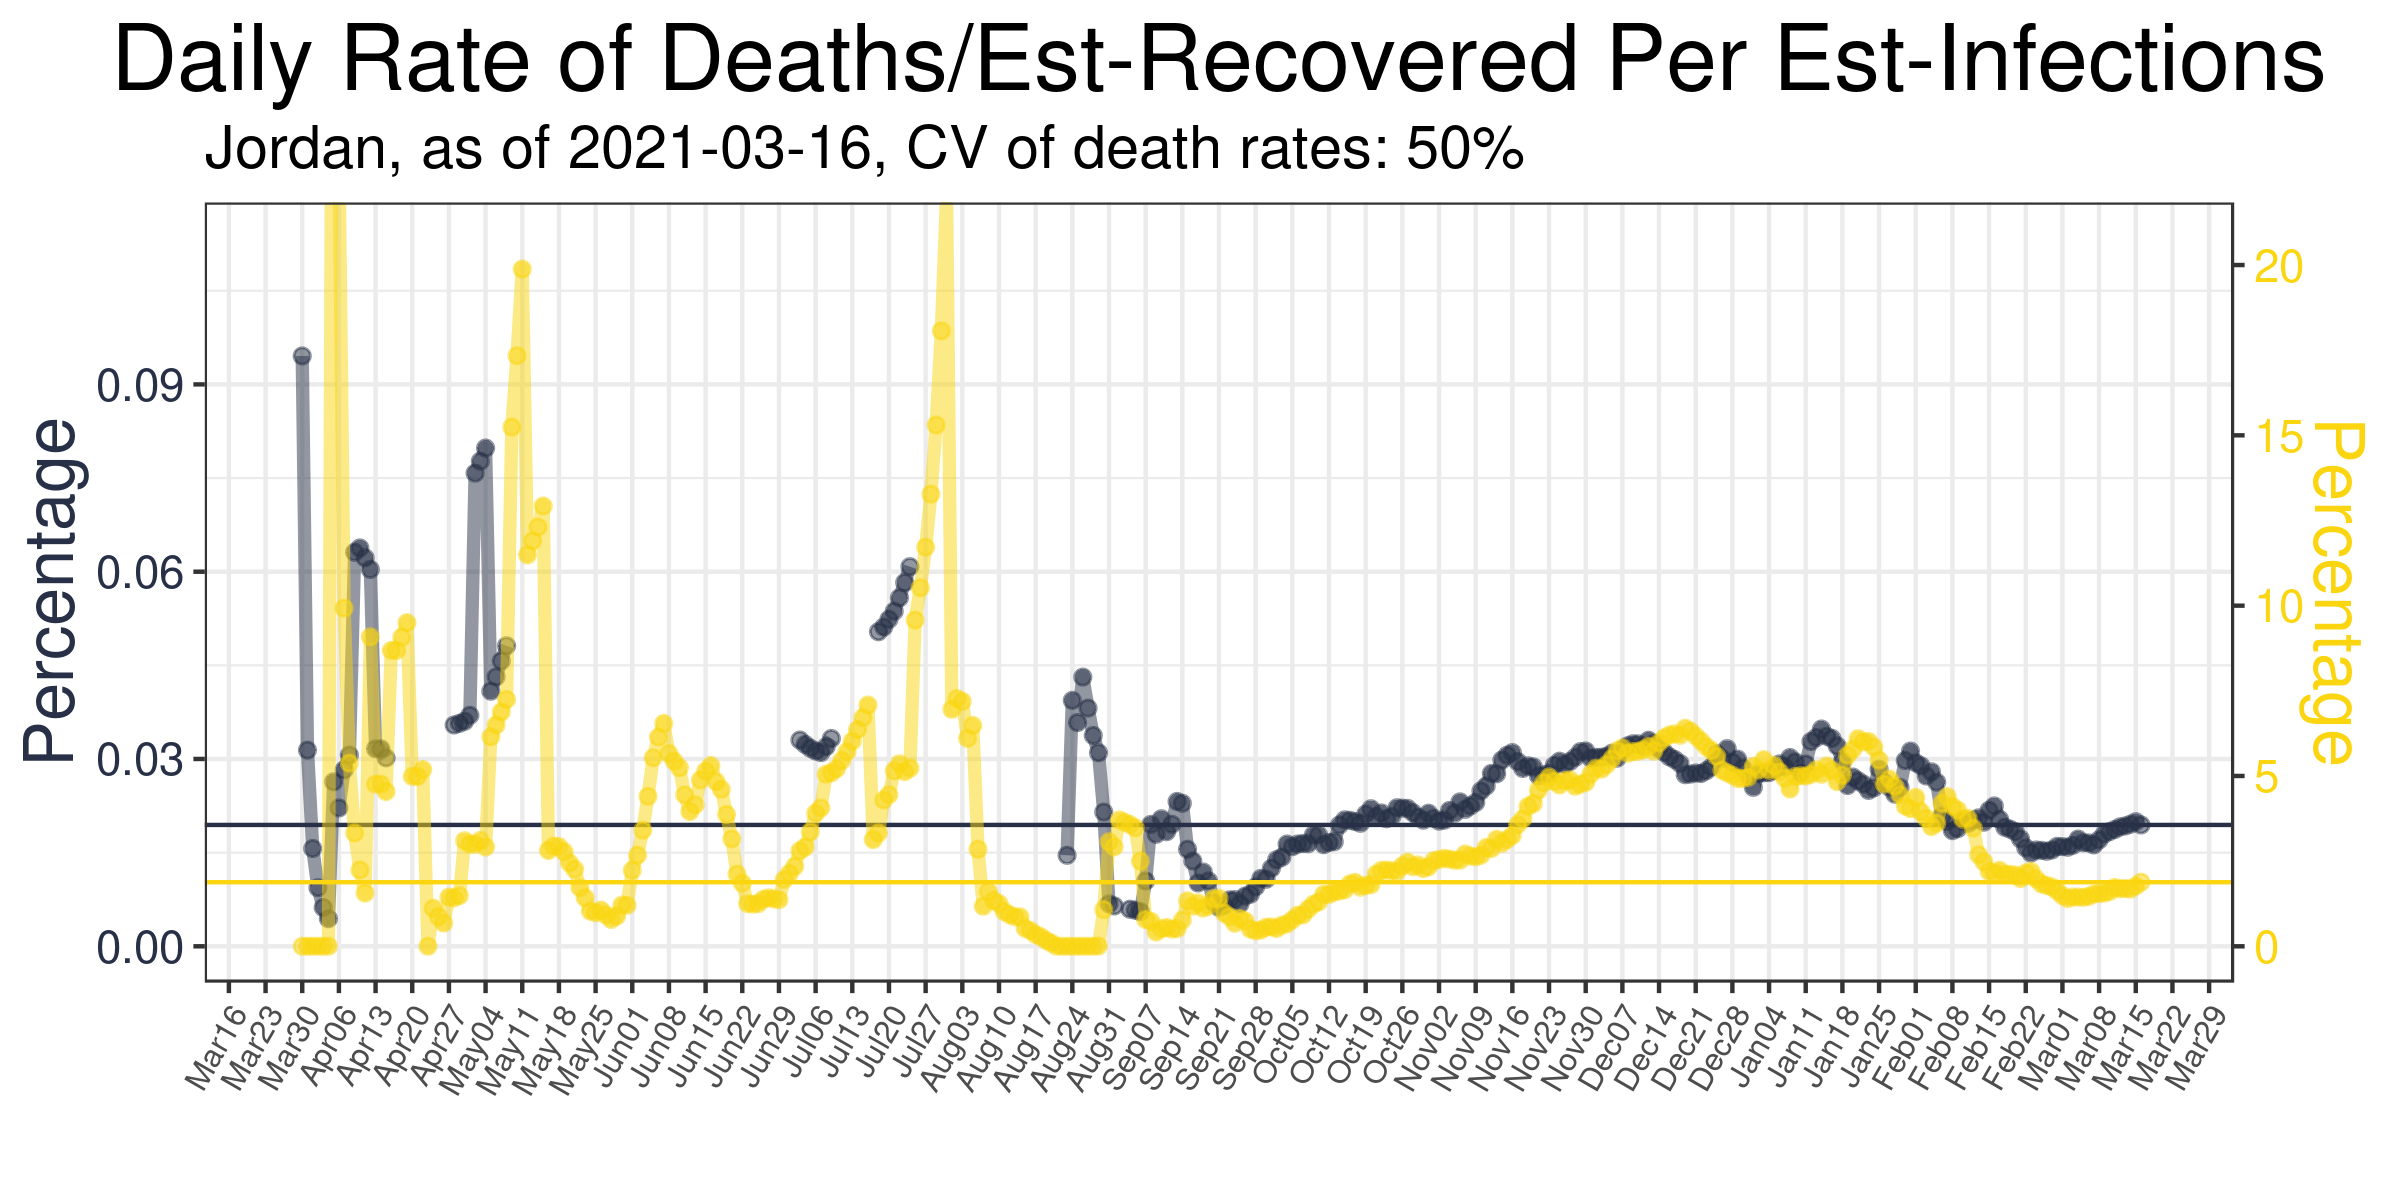 Daily Rate of Deaths/Est-Recovered Per Est-Infections
Jordan, as of 2021-03-16, CV of death rates: 50%
Percentage
0.09
0.06
0.03
0.00
20
15
10
5
0
Percentage
Mar16
Mar23
Mar30
Apr06
Apr13
Apr20
Apr27
May04
May11
May18
May25
Jun01
Jun08
Jun15
Jun22
Jun29
Jul06
Jul13
Jul20
Jul27
Aug03
Aug10
Aug17
Aug24
Aug31
Sep07
Sep14
Sep21
Sep28
Oct05
Oct12
Oct19
Oct26
Nov02
Nov09
Nov16
Nov23
Nov30
Dec07
Dec14
Dec21
Dec28
Jan04
Jan11
Jan18
Jan25
Feb01
Feb08
Feb15
Feb22
Mar01
Mar08
Mar15
Mar22
Mar29